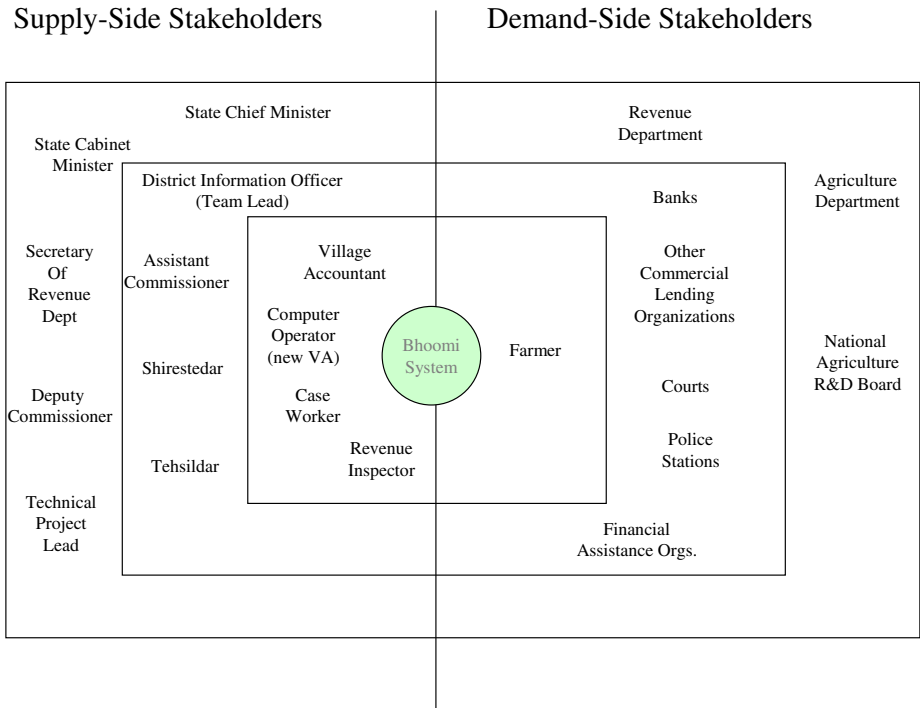 Supply-Side Stakeholders
Demand-Side Stakeholders
State Chief Minister
State Cabinet
Minister
District Information Officer
(Team Lead)
Secretary
Of
Revenue
Dept
Assistant
Commissioner
Village
Accountant
Computer
Operator
(new VA)
Shirestedar
Case
Worker
Deputy
Commissioner
Revenue
Inspector
Tehsildar
Technical
Project
Lead
Bhoomi
System
Farmer
Revenue
Department
Banks
Agriculture
Department
Other
Commercial
Lending
Organizations
National
Agriculture
R&D Board
Courts
Police
Stations
Financial
Assistance Orgs.